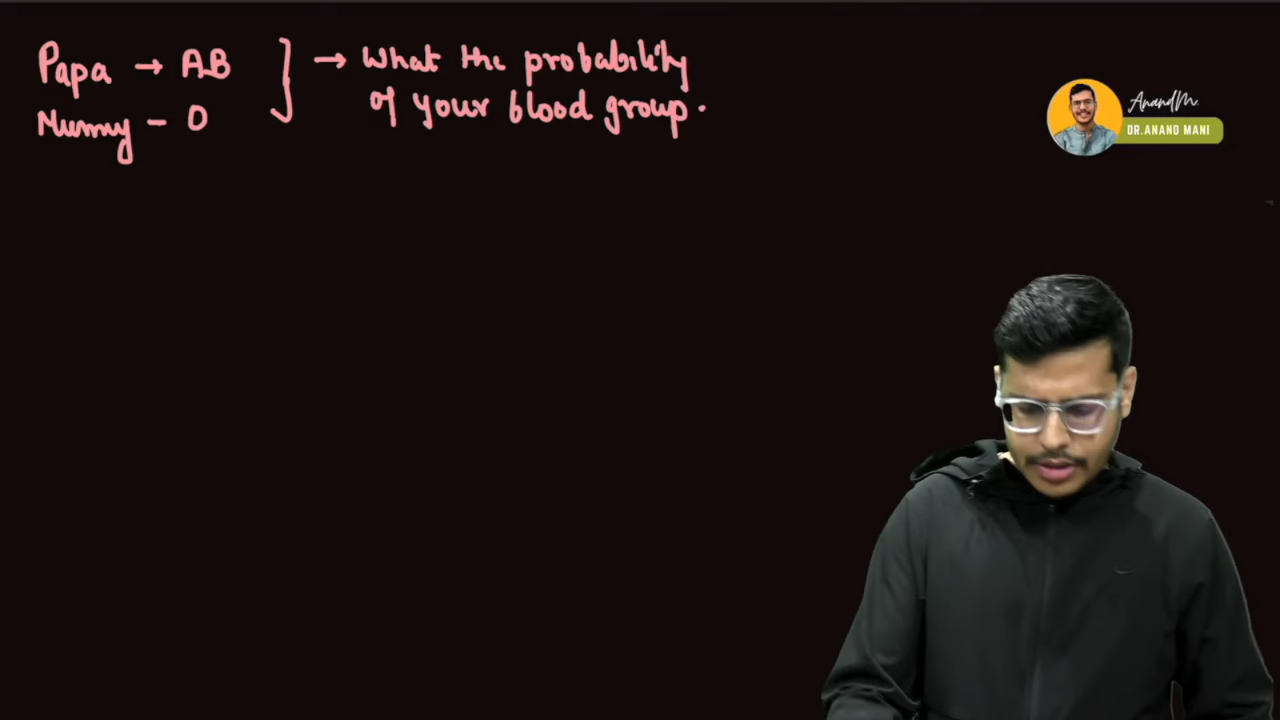 Papa → AB
Mummy - O
→ What the probability
of your blood group.
AnandM.
DR.ANAND MANI